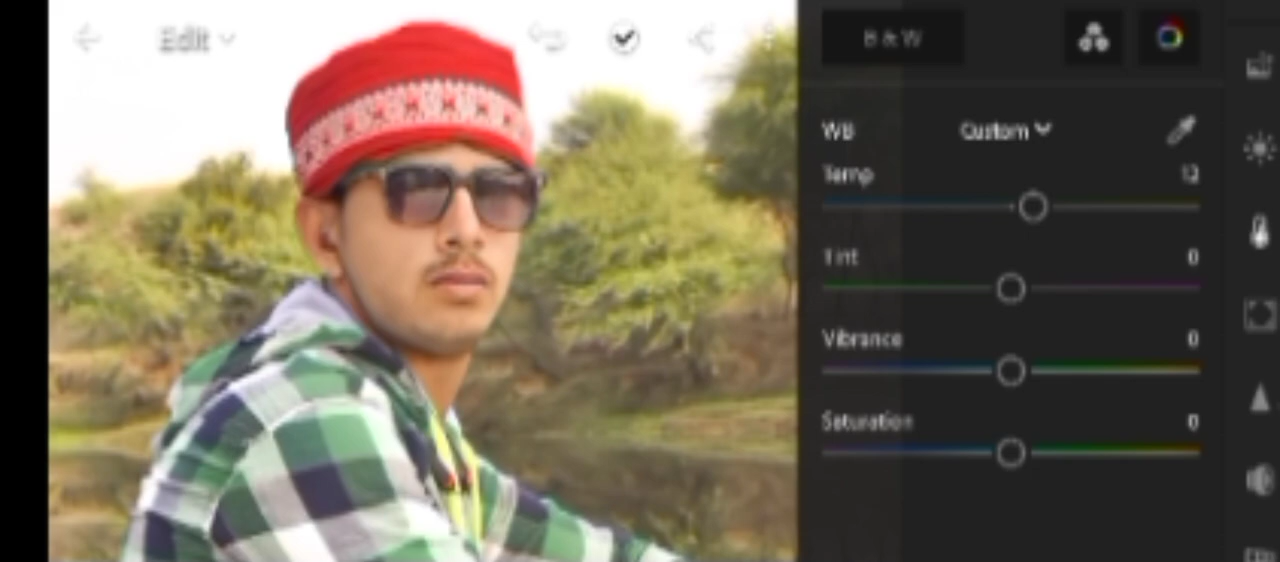 Edit
B & W
WB Custom
Temp 12
Tint 0
Vibrance 0
Saturation 0